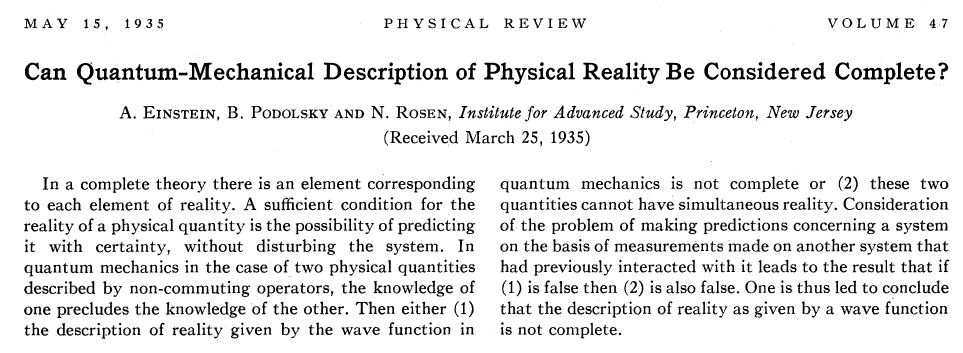 MAY 15, 1935 PHYSICAL REVIEW VOLUME 47
Can Quantum-Mechanical Description of Physical Reality Be Considered Complete?
A. EINSTEIN, B. PODOLSKY AND N. ROSEN, Institute for Advanced Study, Princeton, New Jersey
(Received March 25, 1935)
In a complete theory there is an element corresponding
to each element of reality. A sufficient condition for the
reality of a physical quantity is the possibility of predicting
it with certainty, without disturbing the system. In
quantum mechanics in the case of two physical quantities
described by non-commuting operators, the knowledge of
one precludes the knowledge of the other. Then either (1)
the description of reality given by the wave function in
quantum mechanics is not complete or (2) these two
quantities cannot have simultaneous reality. Consideration
of the problem of making predictions concerning a system
on the basis of measurements made on another system that
had previously interacted with it leads to the result that if
(1) is false then (2) is also false. One is thus led to conclude
that the description of reality as given by a wave function
is not complete.